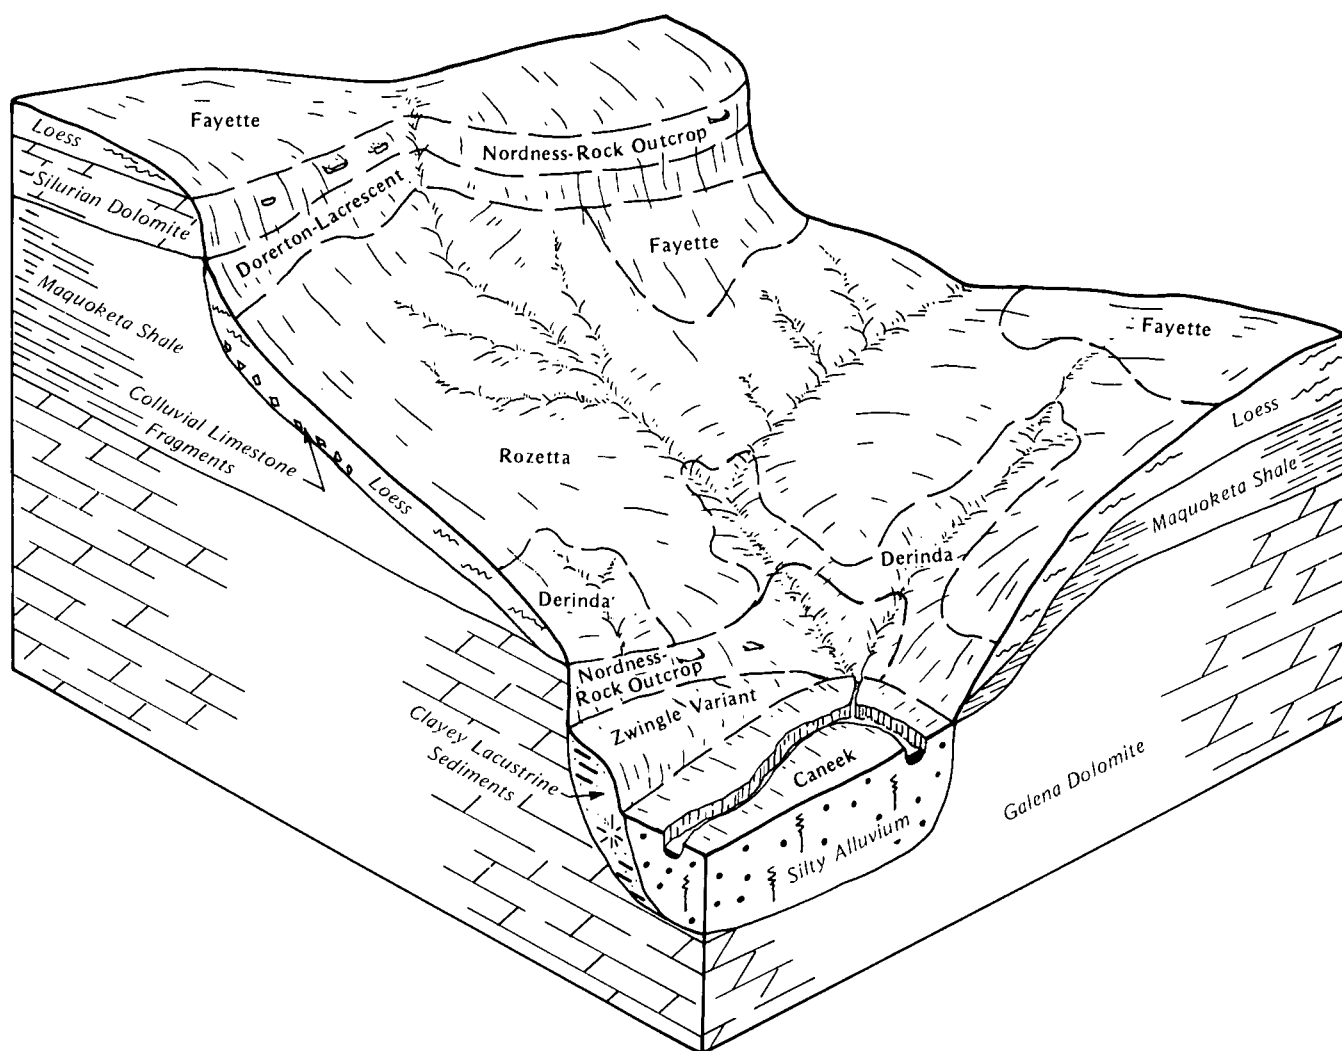 Fayette
Loess
Nordness-Rock Outcrop
Silurian Dolomite
Dorerton-Lacrescent
Fayette
Maquoketa Shale
Fayette
Colluvial Limestone
Fragments
Loess
Rozetta
Loess
Maquoketa Shale
Derinda
Derinda
Nordness-
Rock Outcrop
Zwingle Variant
Clayey Lacustrine
Sediments
Caneek
Galena Dolomite
Silty Alluvium